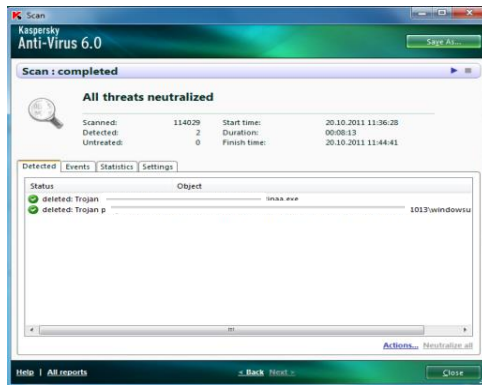 Scan
Kaspersky
Anti-Virus 6.0
Save As...
Scan : completed
All threats neutralized
Scanned: 114029 Start time: 20.10.2011 11:36:28
Detected: 2 Duration: 00:08:13
Untreated: 0 Finish time: 20.10.2011 11:44:41
Detected Events Statistics Settings
Status Object
deleted: Trojan
deleted: Trojan p 1013\windowsu
Actions... Neutralize all
Help | All reports < Back Next > Close